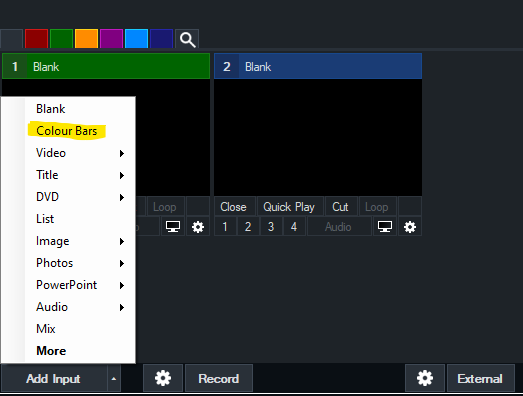 1 Blank
2 Blank
Blank
Colour Bars
Video
Title
DVD
List
Image
Photos
PowerPoint
Audio
Mix
More
Loop
Close Quick Play Cut Loop
1 2 3 4 Audio
Add Input Record External